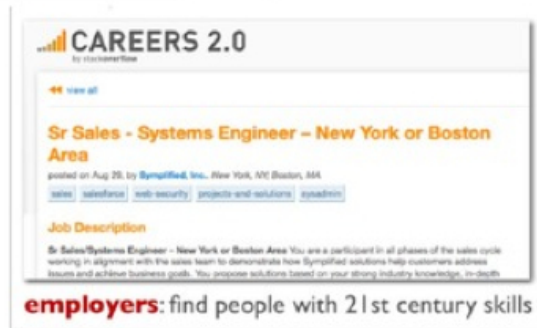 CAREERS 2.0
by stackoverflow
view all
Sr Sales - Systems Engineer – New York or Boston
Area
posted on Aug 29, by Symplified, Inc., New York, NY; Boston, MA
sales salesforce web-security projects-and-solutions sysadmin
Job Description
Sr Sales/Systems Engineer - New York or Boston Area You are a participant in all phases of the sales cycle
working in alignment with the sales team to demonstrate how Symplified solutions help customers address
issues and achieve business goals. You propose solutions based on your strong industry knowledge, in-depth
employers: find people with 21st century skills